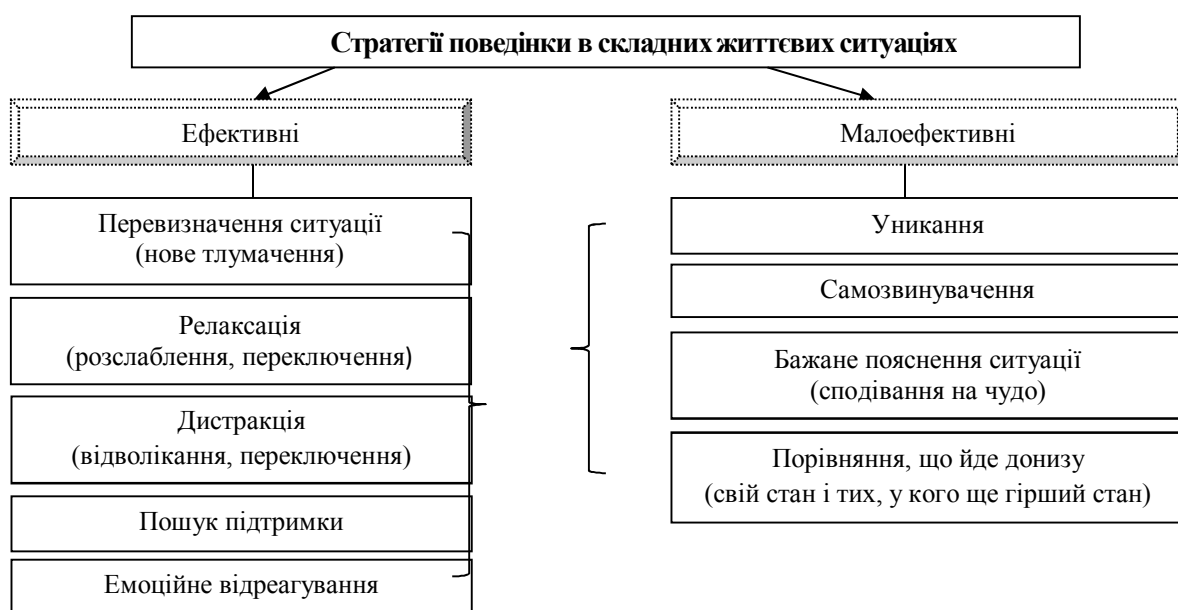 Стратегії поведінки в складних життєвих ситуаціях
Ефективні
Перевизначення ситуації
(нове тлумачення)
Релаксація
(розслаблення, переключення)
Дистракція
(відволікання, переключення)
Пошук підтримки
Емоційне відреагування
Малоефективні
Уникання
Самозвинувачення
Бажане пояснення ситуації
(сподівання на чудо)
Порівняння, що йде донизу
(свій стан і тих, у кого ще гірший стан)